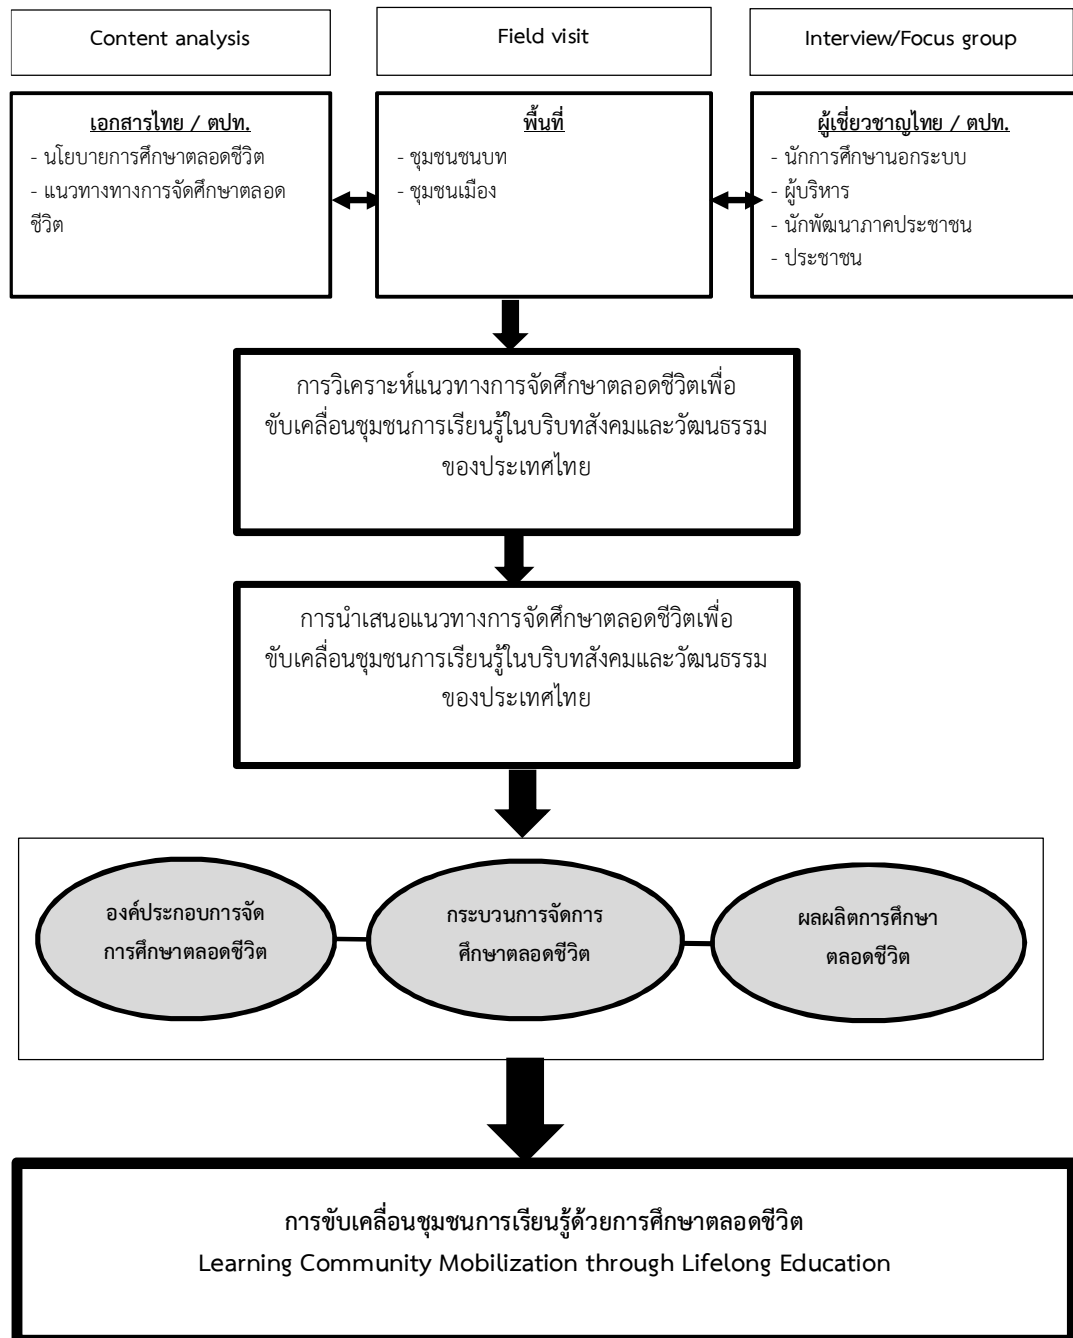 Content analysis
Field visit
Interview/Focus group
เอกสารไทย / ตปท.
- นโยบายการศึกษาตลอดชีวิต
- แนวทางทางการจัดศึกษาตลอด
ชีวิต
พื้นที่
- ชุมชนชนบท
- ชุมชนเมือง
ผู้เชี่ยวชาญไทย / ตปท.
- นักการศึกษานอกระบบ
- ผู้บริหาร
- นักพัฒนาภาคประชาชน
- ประชาชน
การวิเคราะห์แนวทางการจัดศึกษาตลอดชีวิตเพื่อ
ขับเคลื่อนชุมชนการเรียนรู้ในบริบทสังคมและวัฒนธรรม
ของประเทศไทย
การนำเสนอแนวทางการจัดศึกษาตลอดชีวิตเพื่อ
ขับเคลื่อนชุมชนการเรียนรู้ในบริบทสังคมและวัฒนธรรม
ของประเทศไทย
องค์ประกอบการจัด
การศึกษาตลอดชีวิต
กระบวนการจัดการ
ศึกษาตลอดชีวิต
ผลผลิตการศึกษา
ตลอดชีวิต
การขับเคลื่อนชุมชนการเรียนรู้ด้วยการศึกษาตลอดชีวิต
Learning Community Mobilization through Lifelong Education